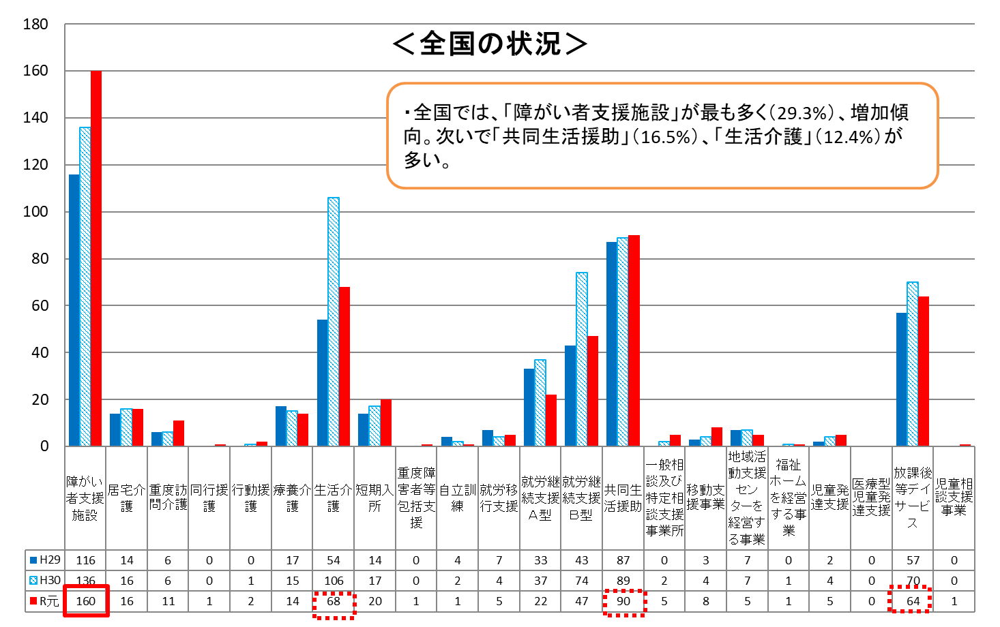 ＜全国の状況＞
・全国では、「障がい者支援施設」が最も多く（29.3%）、増加傾
向。次いで「共同生活援助」（16.5%）、「生活介護」（12.4%）が
多い。
180
160
140
120
100
80
60
40
20
0
障がい
者支援
施設
居宅介
護
重度訪
問介護
同行援
護
行動援
護
療養介
護
生活介
護
短期入
所
重度障
害者等
包括支
援
自立訓
練
就労移
行支援
就労継
続支援
Ａ型
就労継
続支援
Ｂ型
共同生
活援助
一般相
談及び
特定相
談支援
事業所
移動支
援事業
地域活
動支援
セン
ターを
経営す
る事業
福祉
ホーム
を経営
する事
業
児童発
達支援
医療型
児童発
達支援
放課後
等デイ
サービ
ス
児童相
談支援
事業
H29 116 14 6 0 0 17 54 14 0 4 7 33 43 87 0 3 7 0 2 0 57 0
H30 136 16 6 0 1 15 106 17 0 2 4 37 74 89 2 4 7 1 4 0 70 0
R元 160 16 11 1 2 14 68 20 1 1 5 22 47 90 5 8 5 1 5 0 64 1